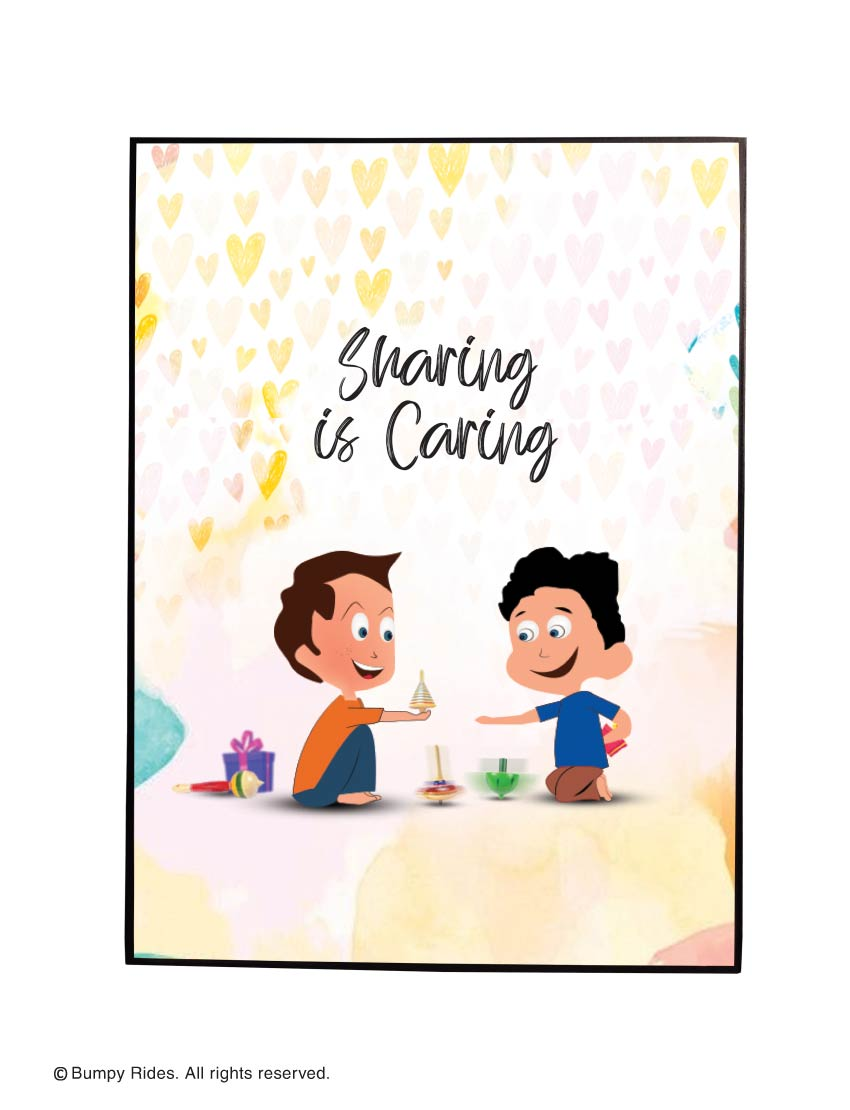 Sharing
is Caring
© Bumpy Rides. All rights reserved.